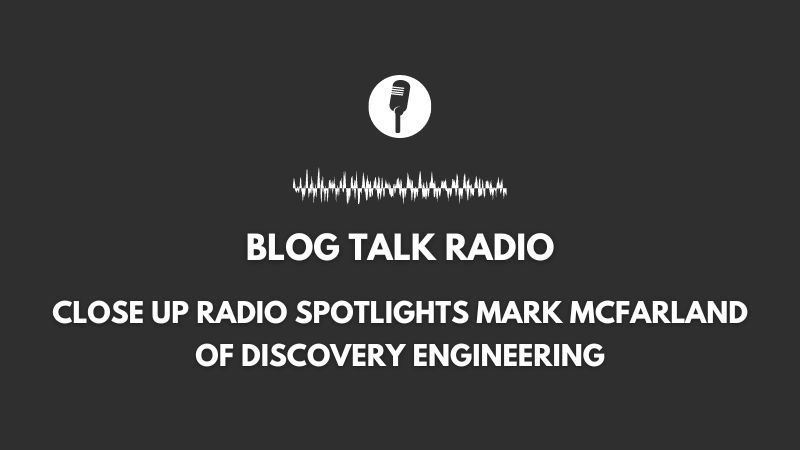 BLOG TALK RADIO
CLOSE UP RADIO SPOTLIGHTS MARK MCFARLAND
OF DISCOVERY ENGINEERING